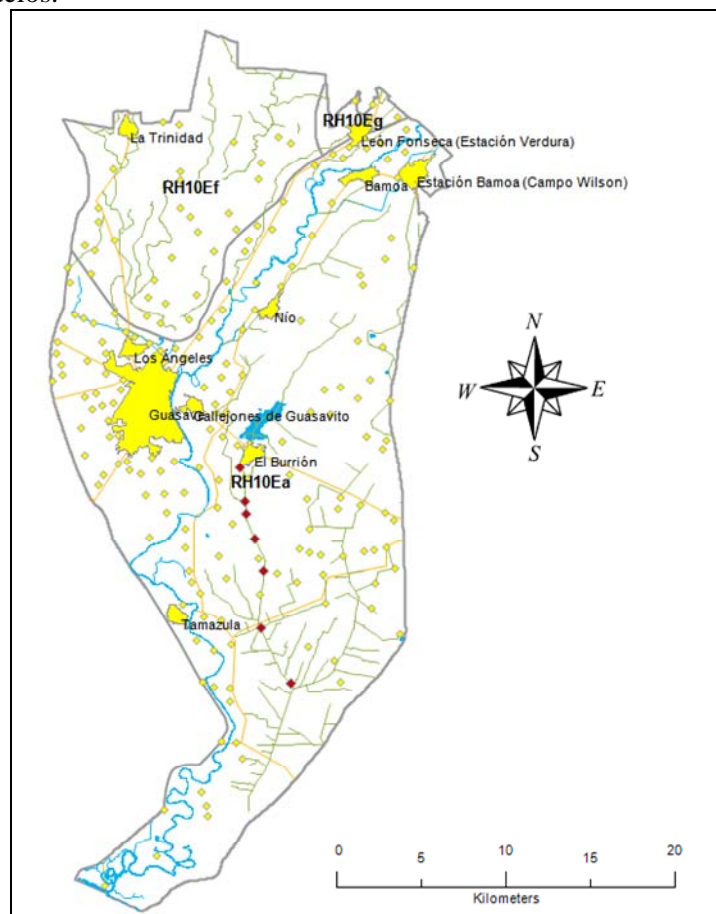 RH10Eg
La Trinidad
León Fonseca (Estación Verdura)
RH10Ef
Bamoa
Estación Bamoa (Campo Wilson)
Nío
N
Los Ángeles
W
E
Guasave
Callejones de Guasavito
S
El Burrión
RH10Ea
Tamazula
0 5 10 15 20
Kilometers